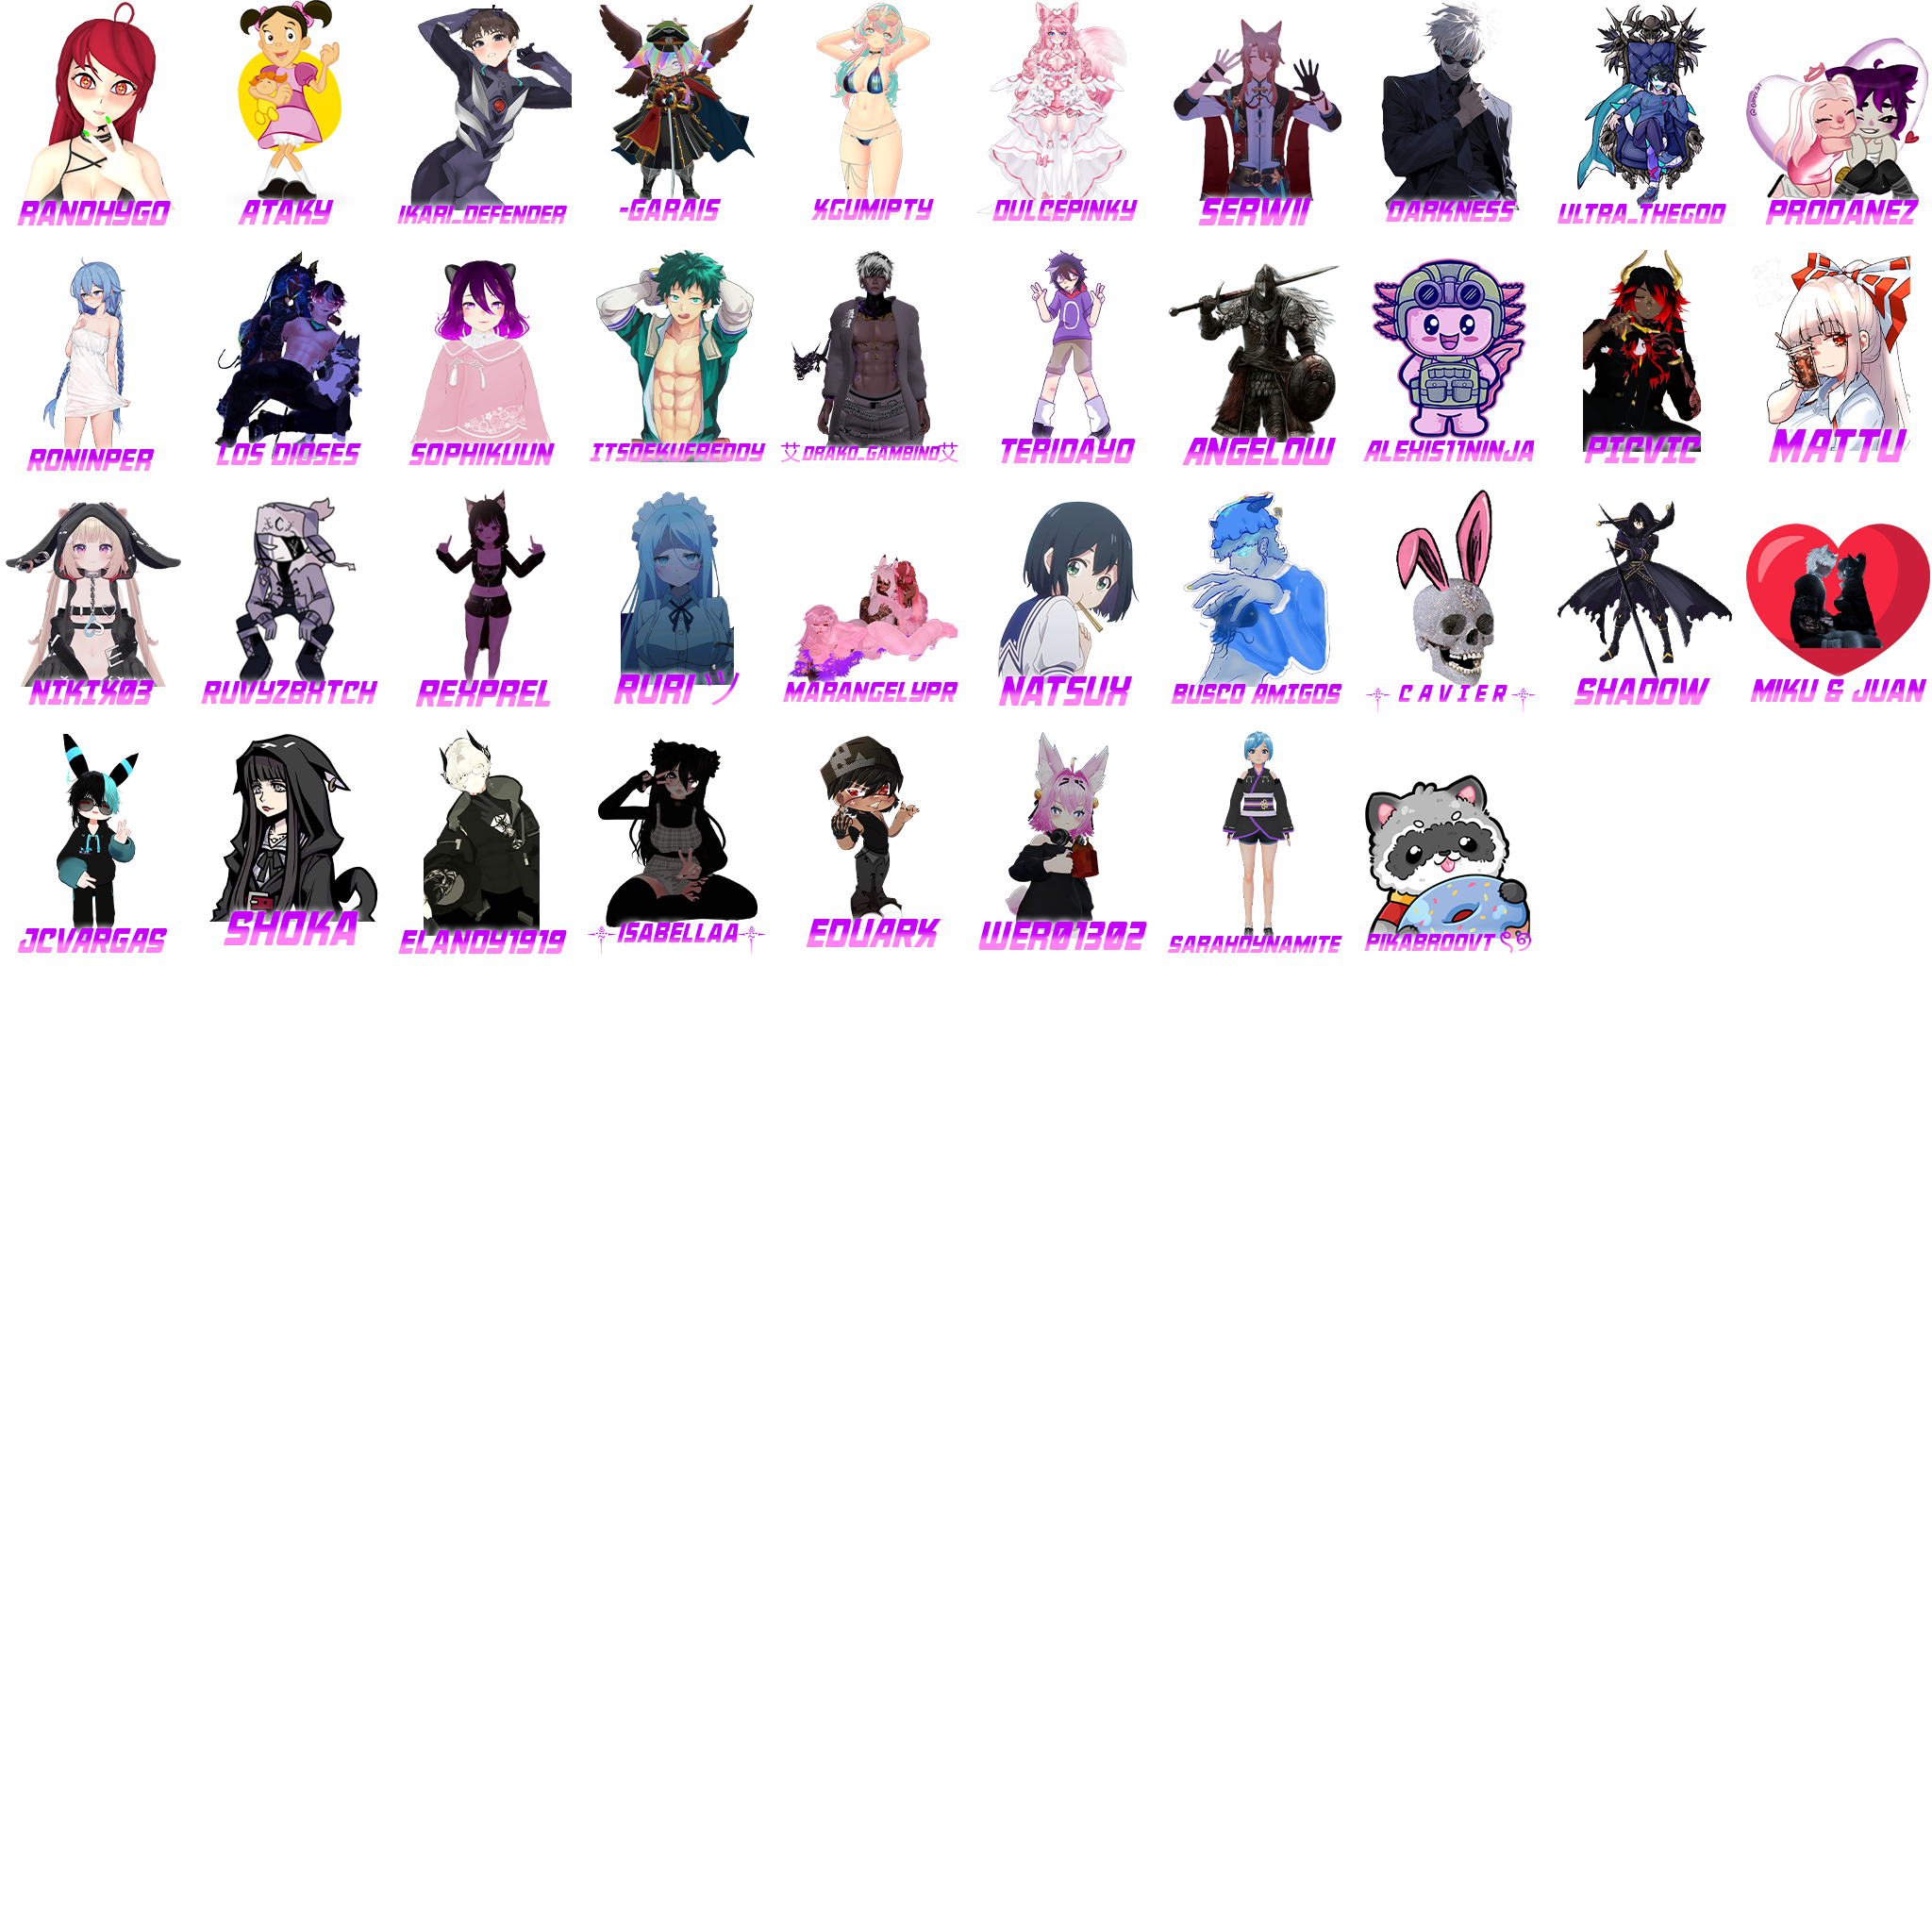 RANDHYGO
ATAKY
IKARI_DEFENDER
-GARAIS
XGUMIPTY
DULCEPINKY
SERWII
DARKNESS
ULTRA_THEGOD
PRODANEZ
RONINPER
LOS DIOSES
SOPHIKUUN
ITSDEKUFREDDY
艾DRAKO_GAMBINO艾
TERIDAYO
ANGELOW
ALEXIS11NINJA
PICVIC
MATTU
NIKIX03
RUVYZBXTCH
REXPREL
RURI ツ
MARANGELYPR
NATSUX
BUSCO AMIGOS
C A V I E R
SHADOW
MIKU & JUAN
JCVARGAS
SHOKA
ELANDY1919
ISABELLAA
EDUARX
WER01302
SARAHDYNAMITE
PIKABROOVT